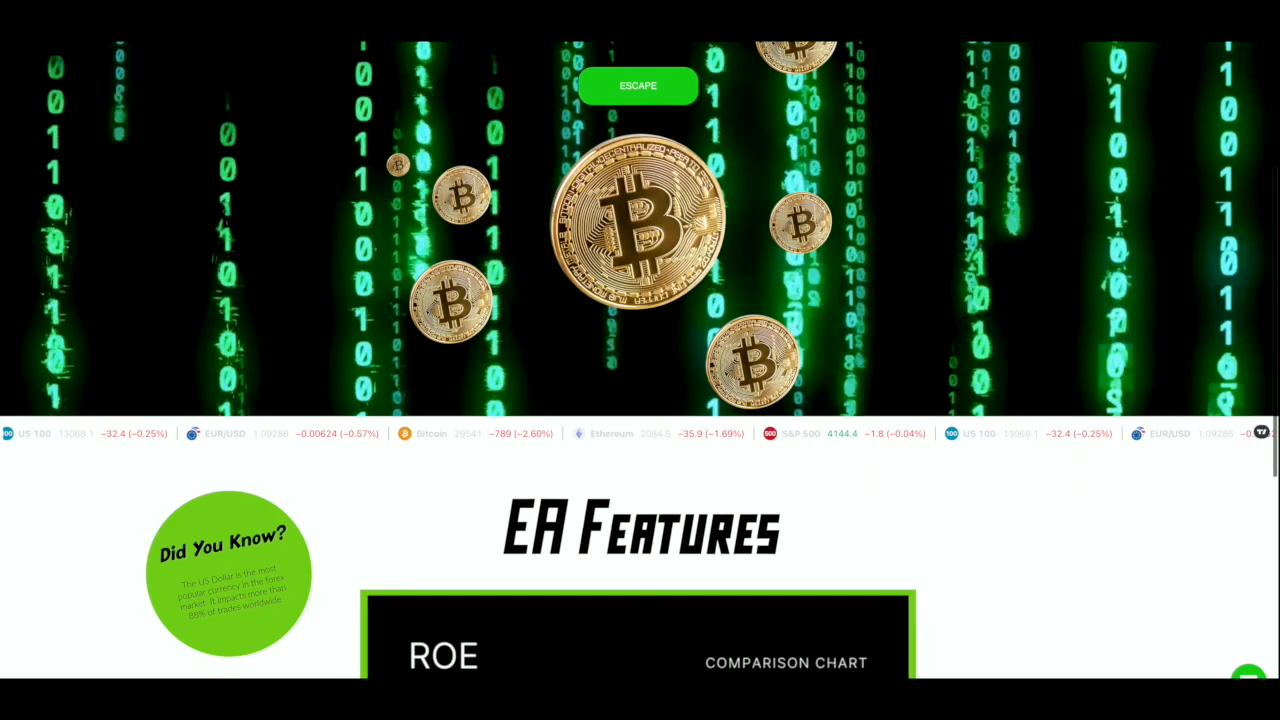 ESCAPE
US 100 13068.1 −32.4 (−0.25%) EUR/USD 1.09286 −0.00624 (−0.57%) Bitcoin 29541 −789 (−2.60%) Ethereum 2084.5 −35.9 (−1.69%) S&P 500 4144.4 −1.8 (−0.04%) US 100 13068.1 −32.4 (−0.25%) EUR/USD 1.09286
EA Features
Did You Know?
The US Dollar is the most
popular currency in the forex
market. It impacts more than
88% of trades worldwide
ROE
COMPARISON CHART